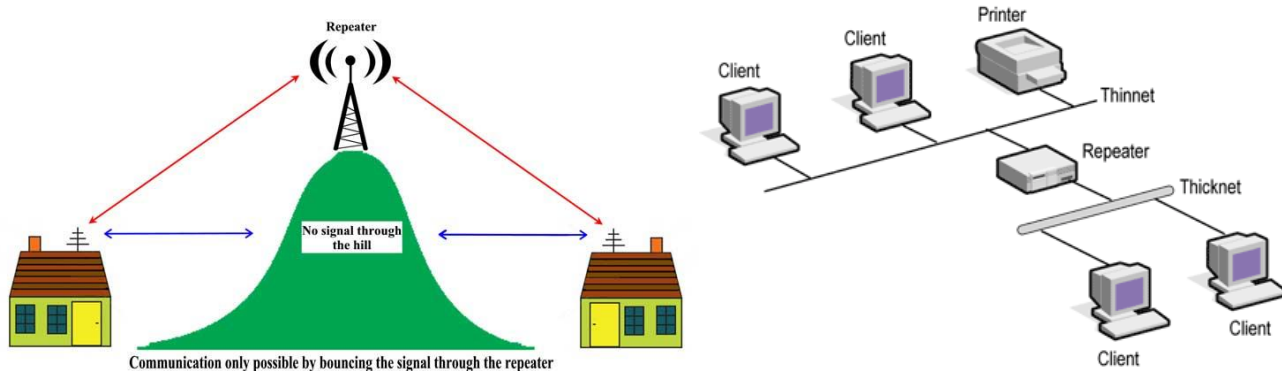 Repeater
No signal through
the hill
Communication only possible by bouncing the signal through the repeater
Printer
Client
Client
Thinnet
Repeater
Thicknet
Client
Client